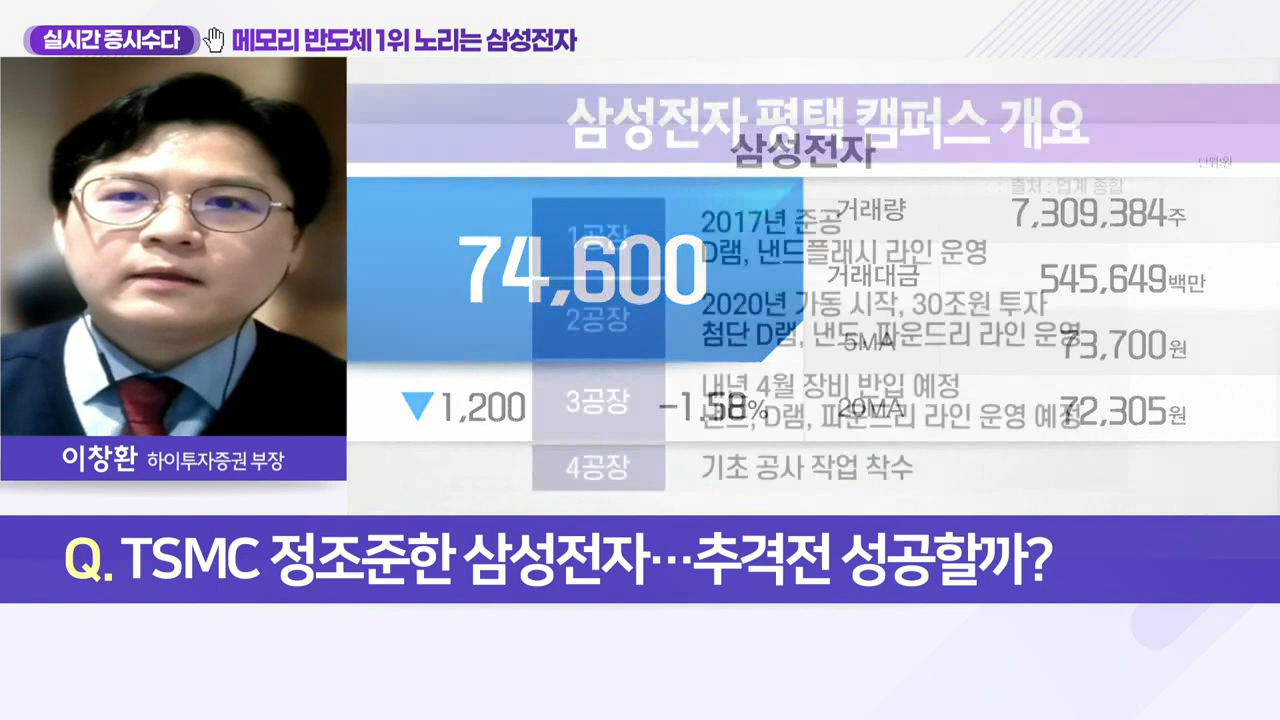 실시간 증시수다 메모리 반도체 1위 노리는 삼성전자
삼성전자 평택 캠퍼스 개요
삼성전자
단위:원
출처 : 업계 종합
74,600
▼1,200 -1.58%
거래량 7,309,384주
거래대금 545,649백만
5MA 73,700원
20MA 72,305원
1공장 2017년 준공
D램, 낸드플래시 라인 운영
2공장 2020년 가동 시작, 30조원 투자
첨단 D램, 낸드, 파운드리 라인 운영
3공장 내년 4월 장비 반입 예정
낸드, D램, 파운드리 라인 운영 예정
4공장 기초 공사 작업 착수
이창환 하이투자증권 부장
Q. TSMC 정조준한 삼성전자…추격전 성공할까?